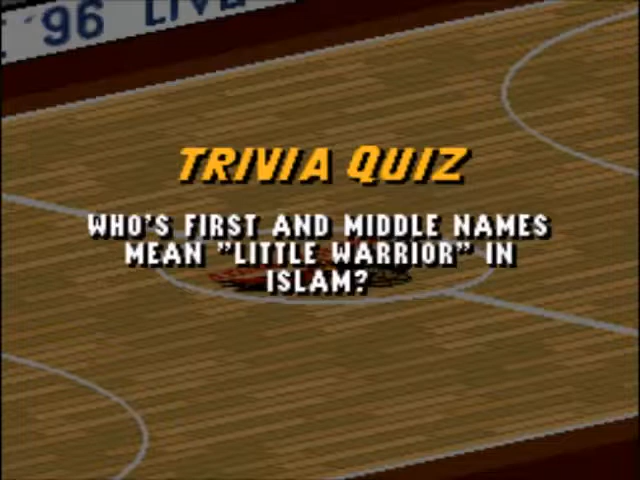 '96 LIVE
TRIVIA QUIZ
WHO'S FIRST AND MIDDLE NAMES
MEAN "LITTLE WARRIOR" IN
ISLAM?